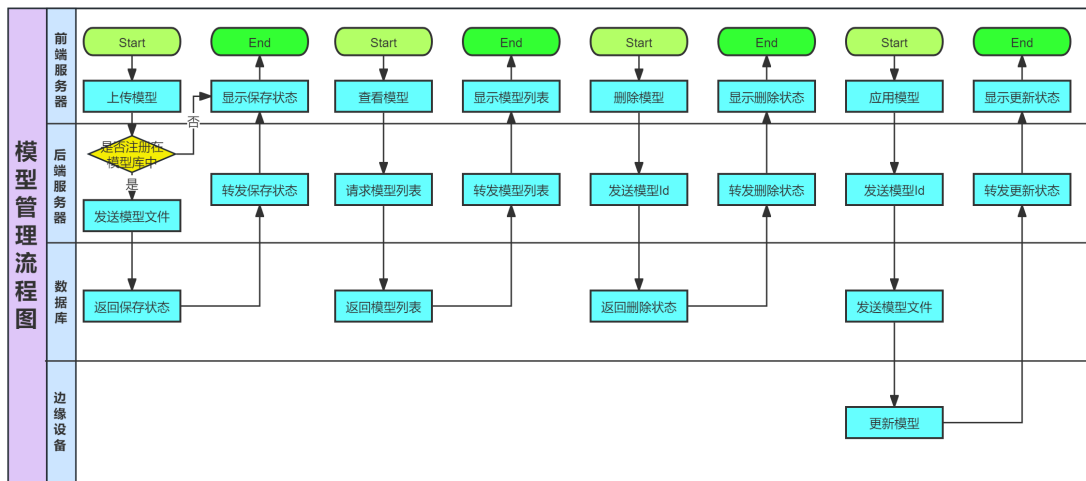 模型管理流程图
前端服务器
Start
End
Start
End
Start
End
Start
End
上传模型
显示保存状态
查看模型
显示模型列表
删除模型
显示删除状态
应用模型
显示更新状态
否
后端服务器
是否注册在
模型库中
是
发送模型文件
转发保存状态
请求模型列表
转发模型列表
发送模型Id
转发删除状态
发送模型Id
转发更新状态
数据库
返回保存状态
返回模型列表
返回删除状态
发送模型文件
边缘设备
更新模型